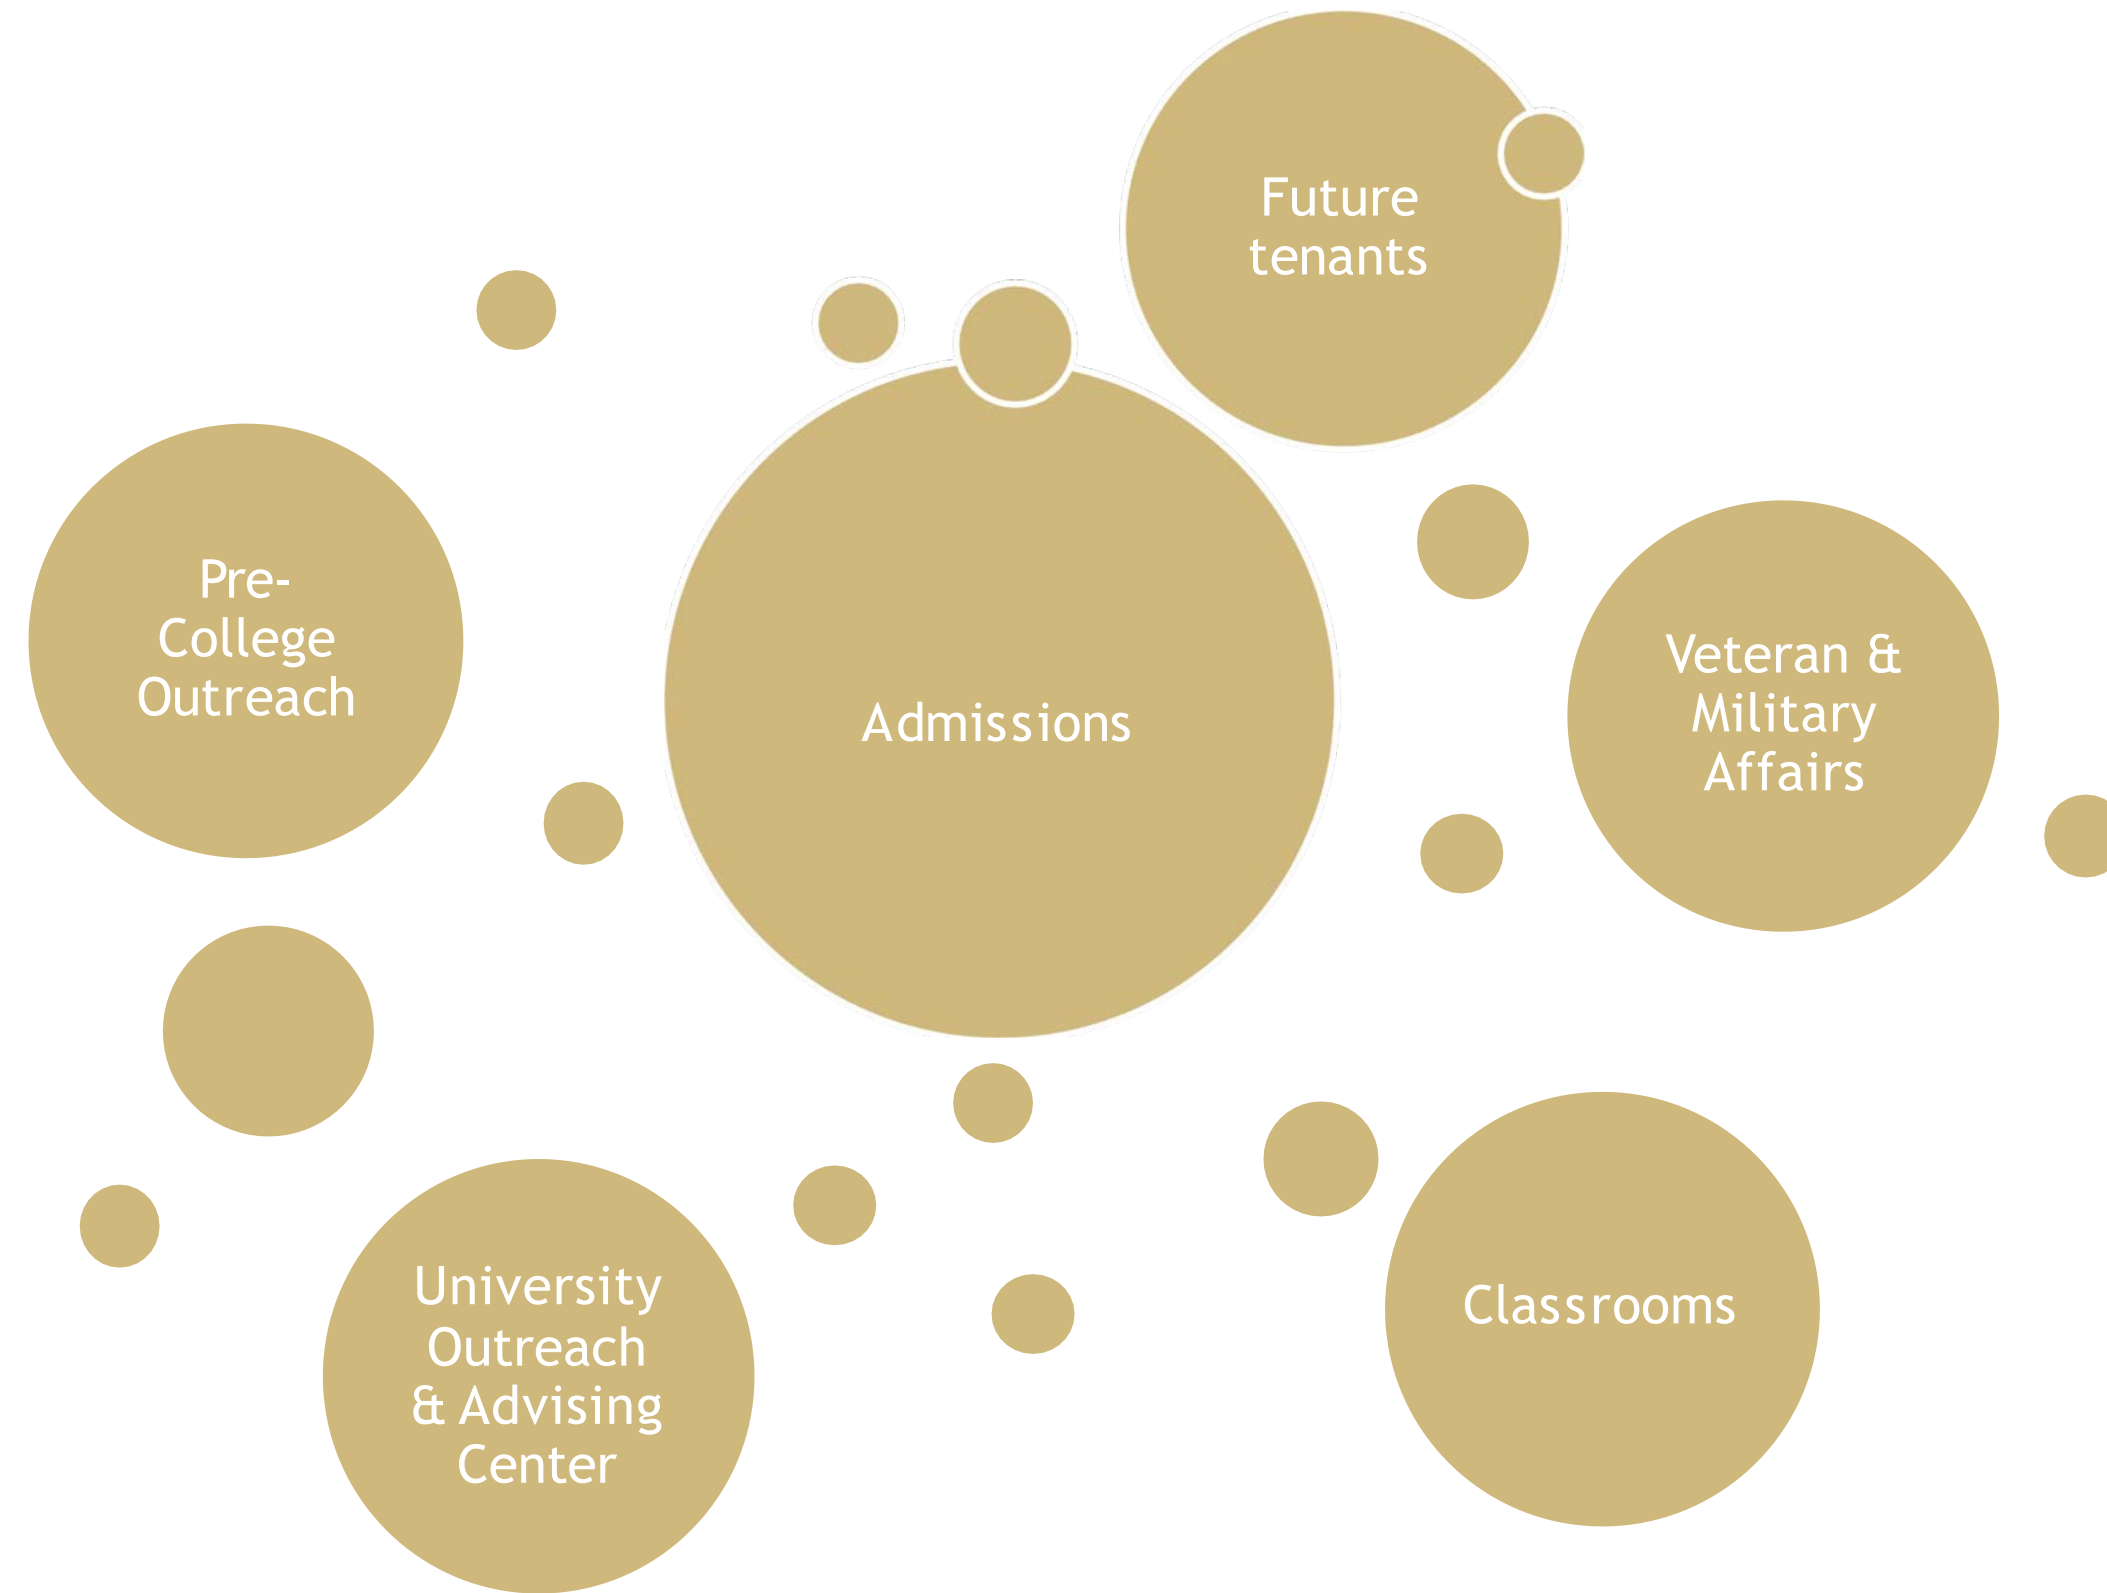 Future
tenants
Pre-
College
Outreach
Admissions
Veteran &
Military
Affairs
University
Outreach
& Advising
Center
Classrooms